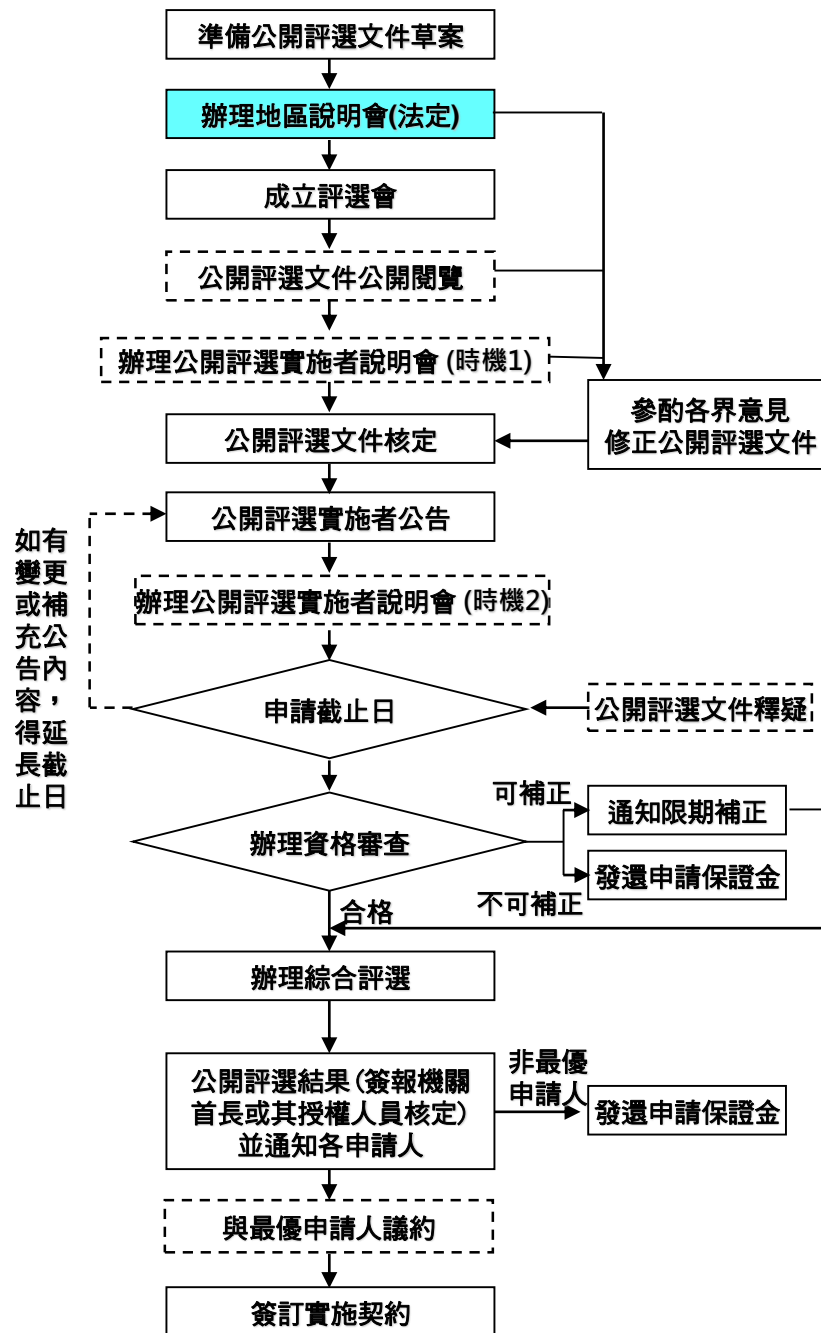 準備公開評選文件草案
辦理地區說明會(法定)
成立評選會
公開評選文件公開閱覽
辦理公開評選實施者說明會 (時機1)
參酌各界意見
修正公開評選文件
公開評選文件核定
公開評選實施者公告
如有
變更
或補
充公
告內
容，
得延
長截
止日
辦理公開評選實施者說明會 (時機2)
申請截止日
公開評選文件釋疑
可補正
通知限期補正
辦理資格審查
發還申請保證金
不可補正
合格
辦理綜合評選
公開評選結果（簽報機關
首長或其授權人員核定）
並通知各申請人
非最優
申請人
發還申請保證金
與最優申請人議約
簽訂實施契約